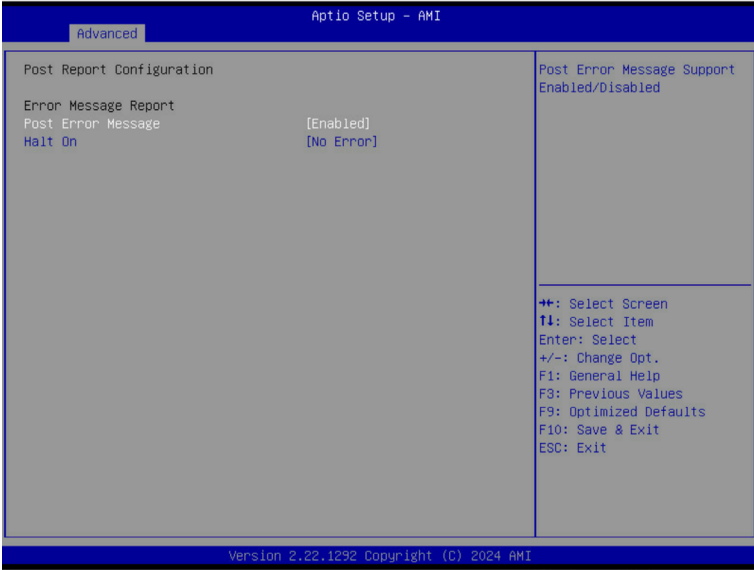 Aptio Setup - AMI
Advanced
Post Report Configuration
Error Message Report
Post Error Message [Enabled]
Halt On [No Error]
Post Error Message Support
Enabled/Disabled
→←: Select Screen
↑↓: Select Item
Enter: Select
+/-: Change Opt.
F1: General Help
F3: Previous Values
F9: Optimized Defaults
F10: Save & Exit
ESC: Exit
Version 2.22.1292 Copyright (C) 2024 AMI